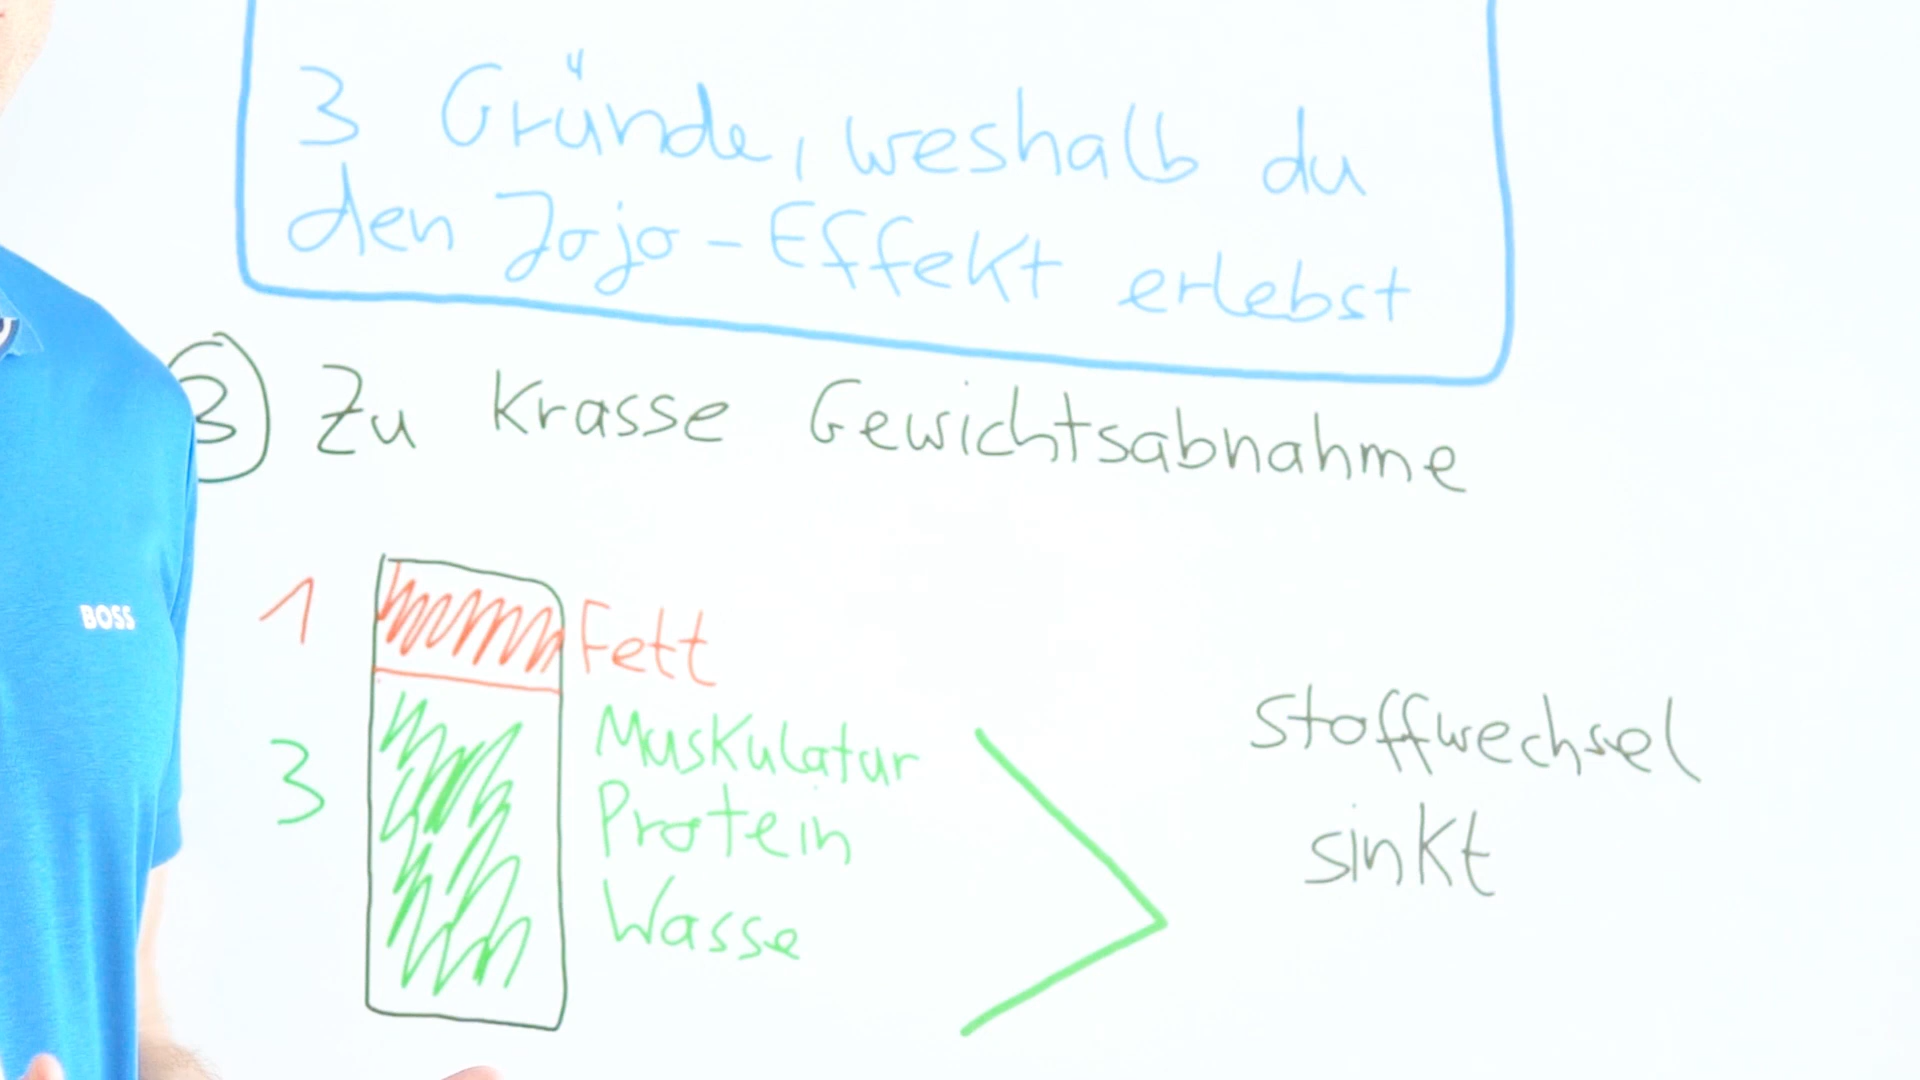 3 Gründe, weshalb du
den Jojo-Effekt erlebst
3 Zu Krasse Gewichtsabnahme
BOSS
1 Fett
3 Muskulatur
Protein
Wasse
Stoffwechsel
sinkt